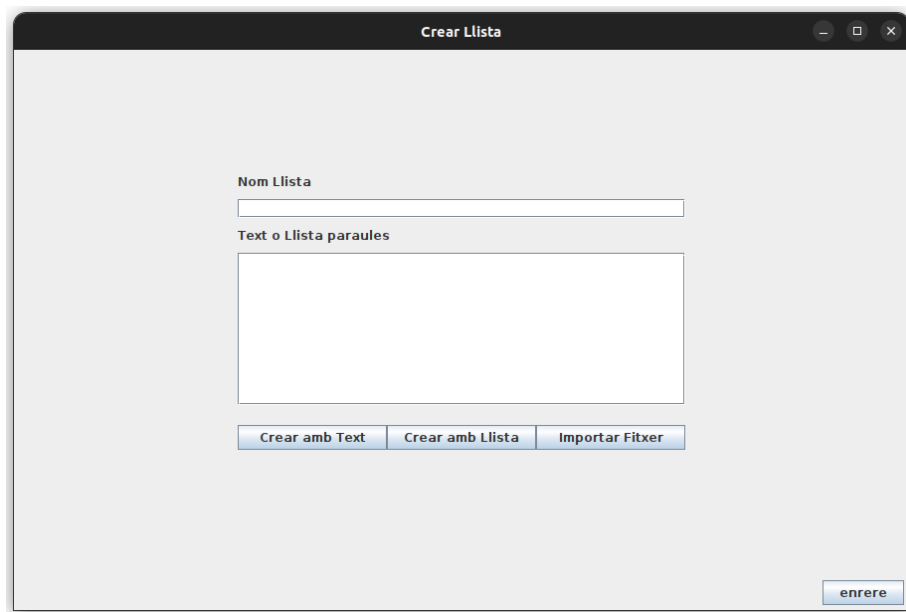 Crear Llista
Nom Llista
Text o Llista paraules
Crear amb Text Crear amb Llista Importar Fitxer
enrere